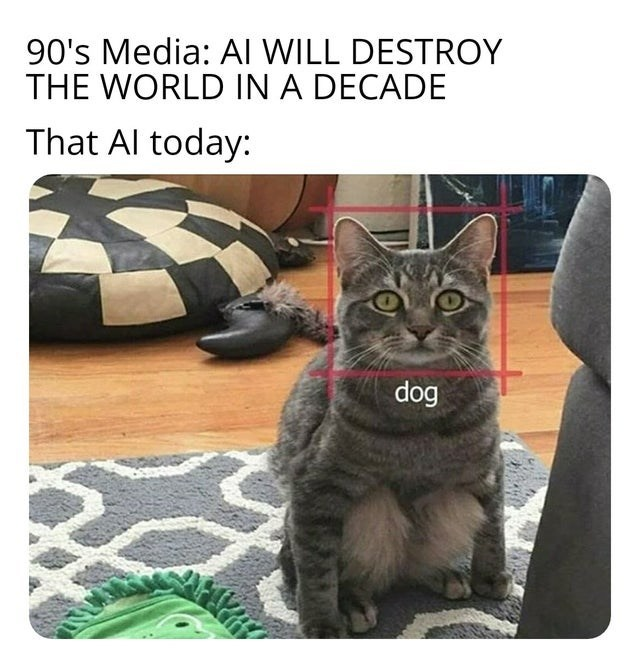 90's Media: AI WILL DESTROY
THE WORLD IN A DECADE
That AI today:
dog